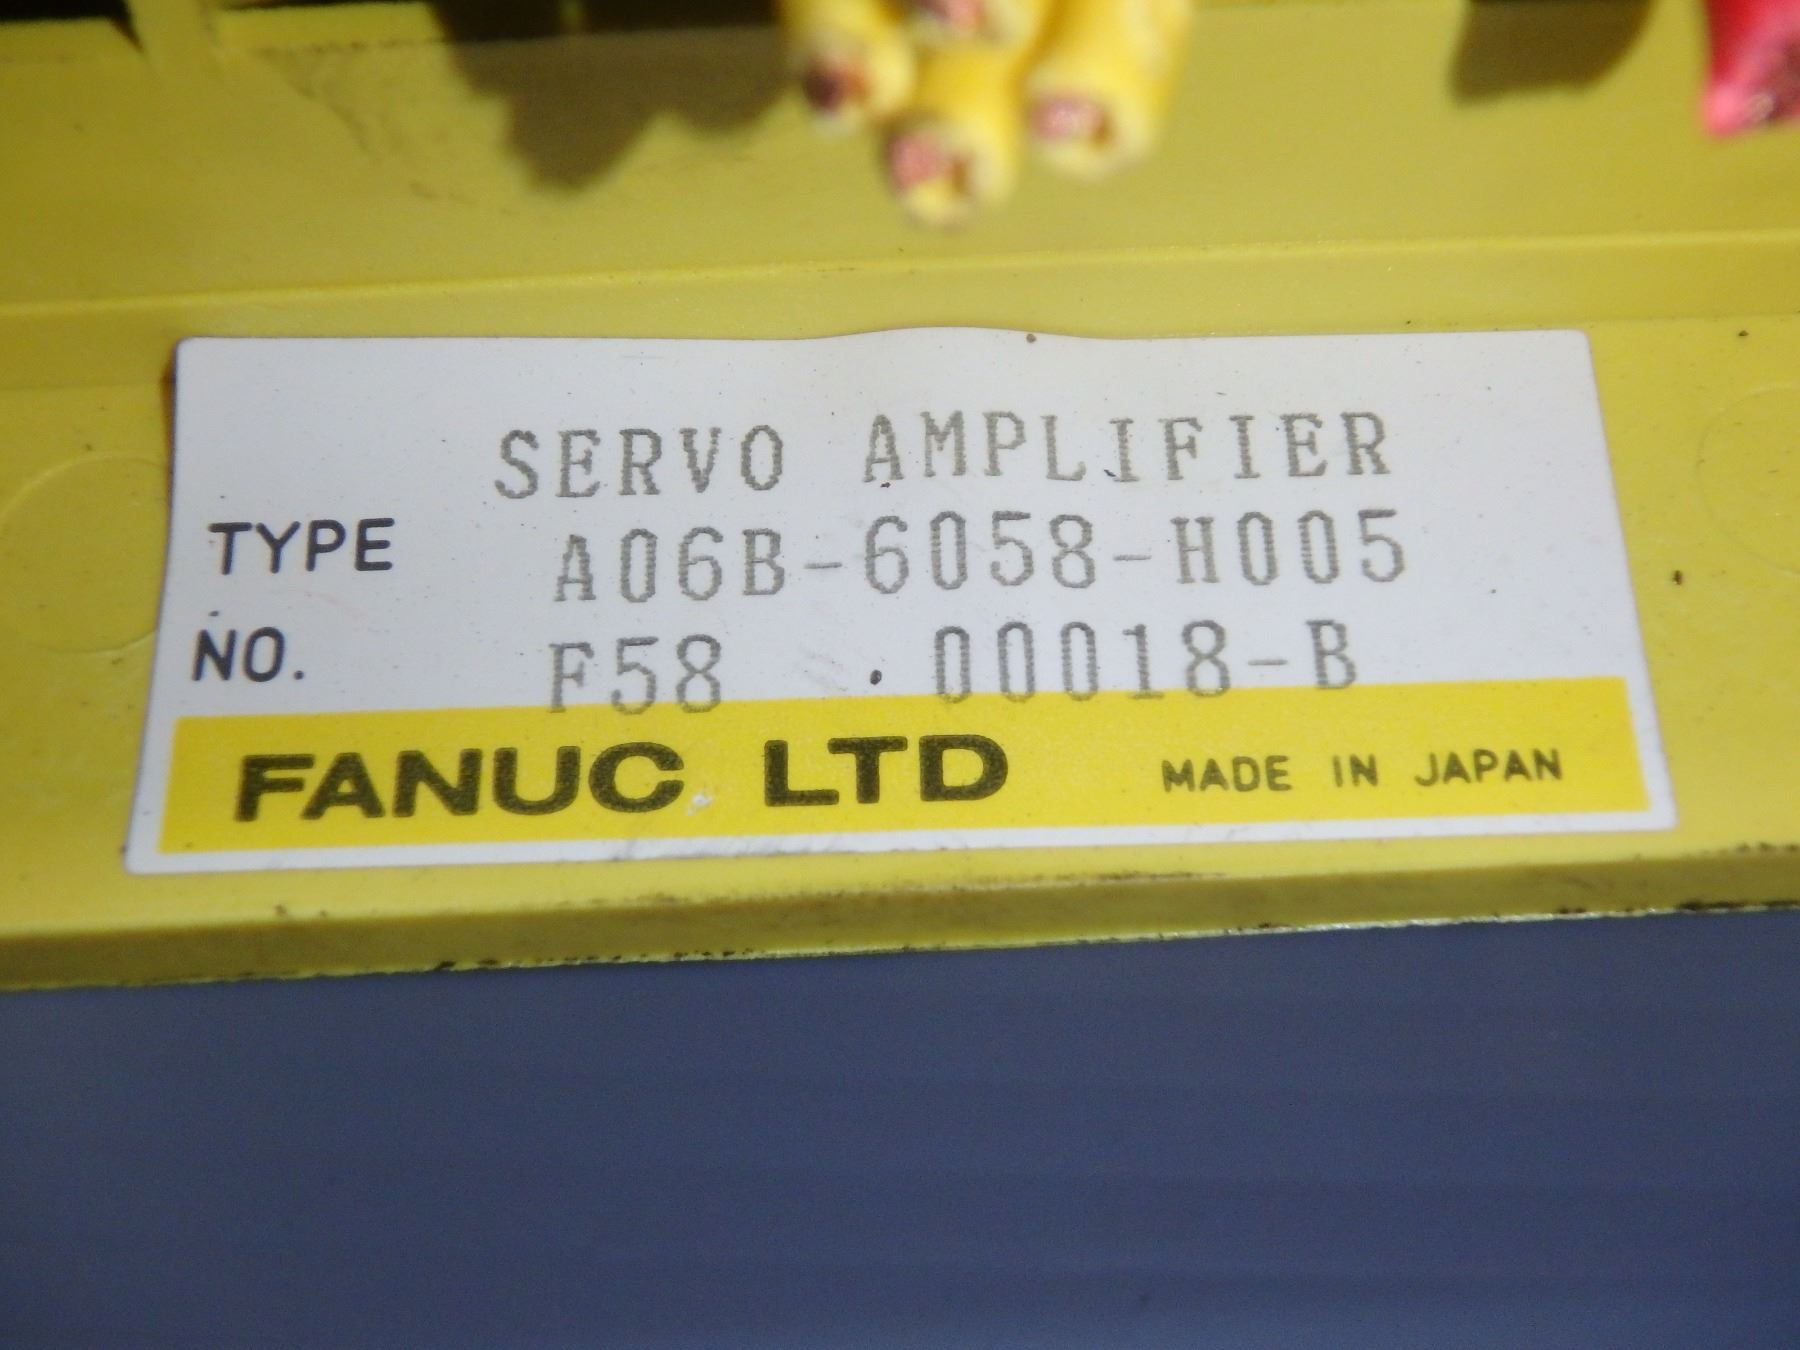 SERVO AMPLIFIER
TYPE A06B-6058-H005
NO. F58 00018-B
FANUC LTD MADE IN JAPAN